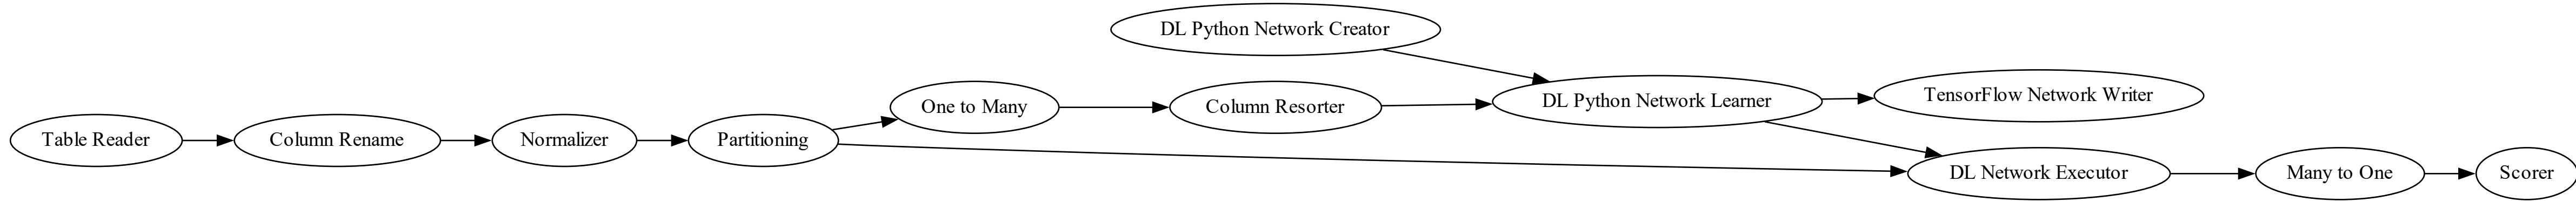 DL Python Network Creator
One to Many
Column Resorter
DL Python Network Learner
TensorFlow Network Writer
Table Reader
Column Rename
Normalizer
Partitioning
DL Network Executor
Many to One
Scorer